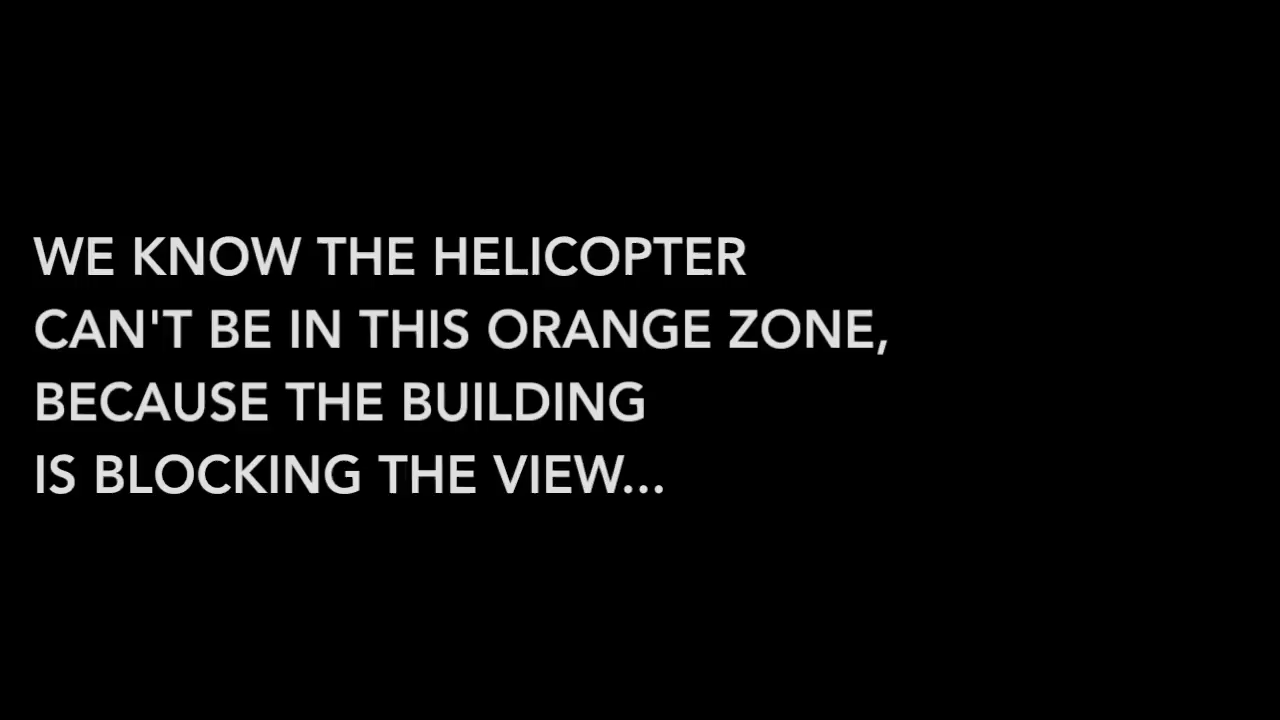 WE KNOW THE HELICOPTER
CAN'T BE IN THIS ORANGE ZONE,
BECAUSE THE BUILDING
IS BLOCKING THE VIEW...